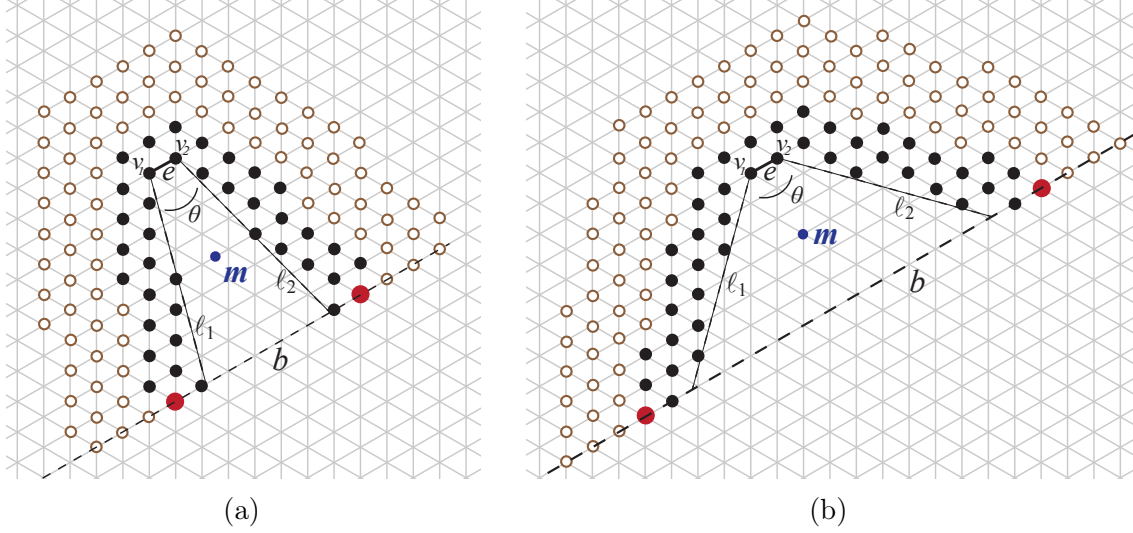 v₁ v₂
e
θ
m
ℓ₂
ℓ₁
b
(a)
v₁ v₂
e
θ
ℓ₂
m
b
ℓ₁
(b)